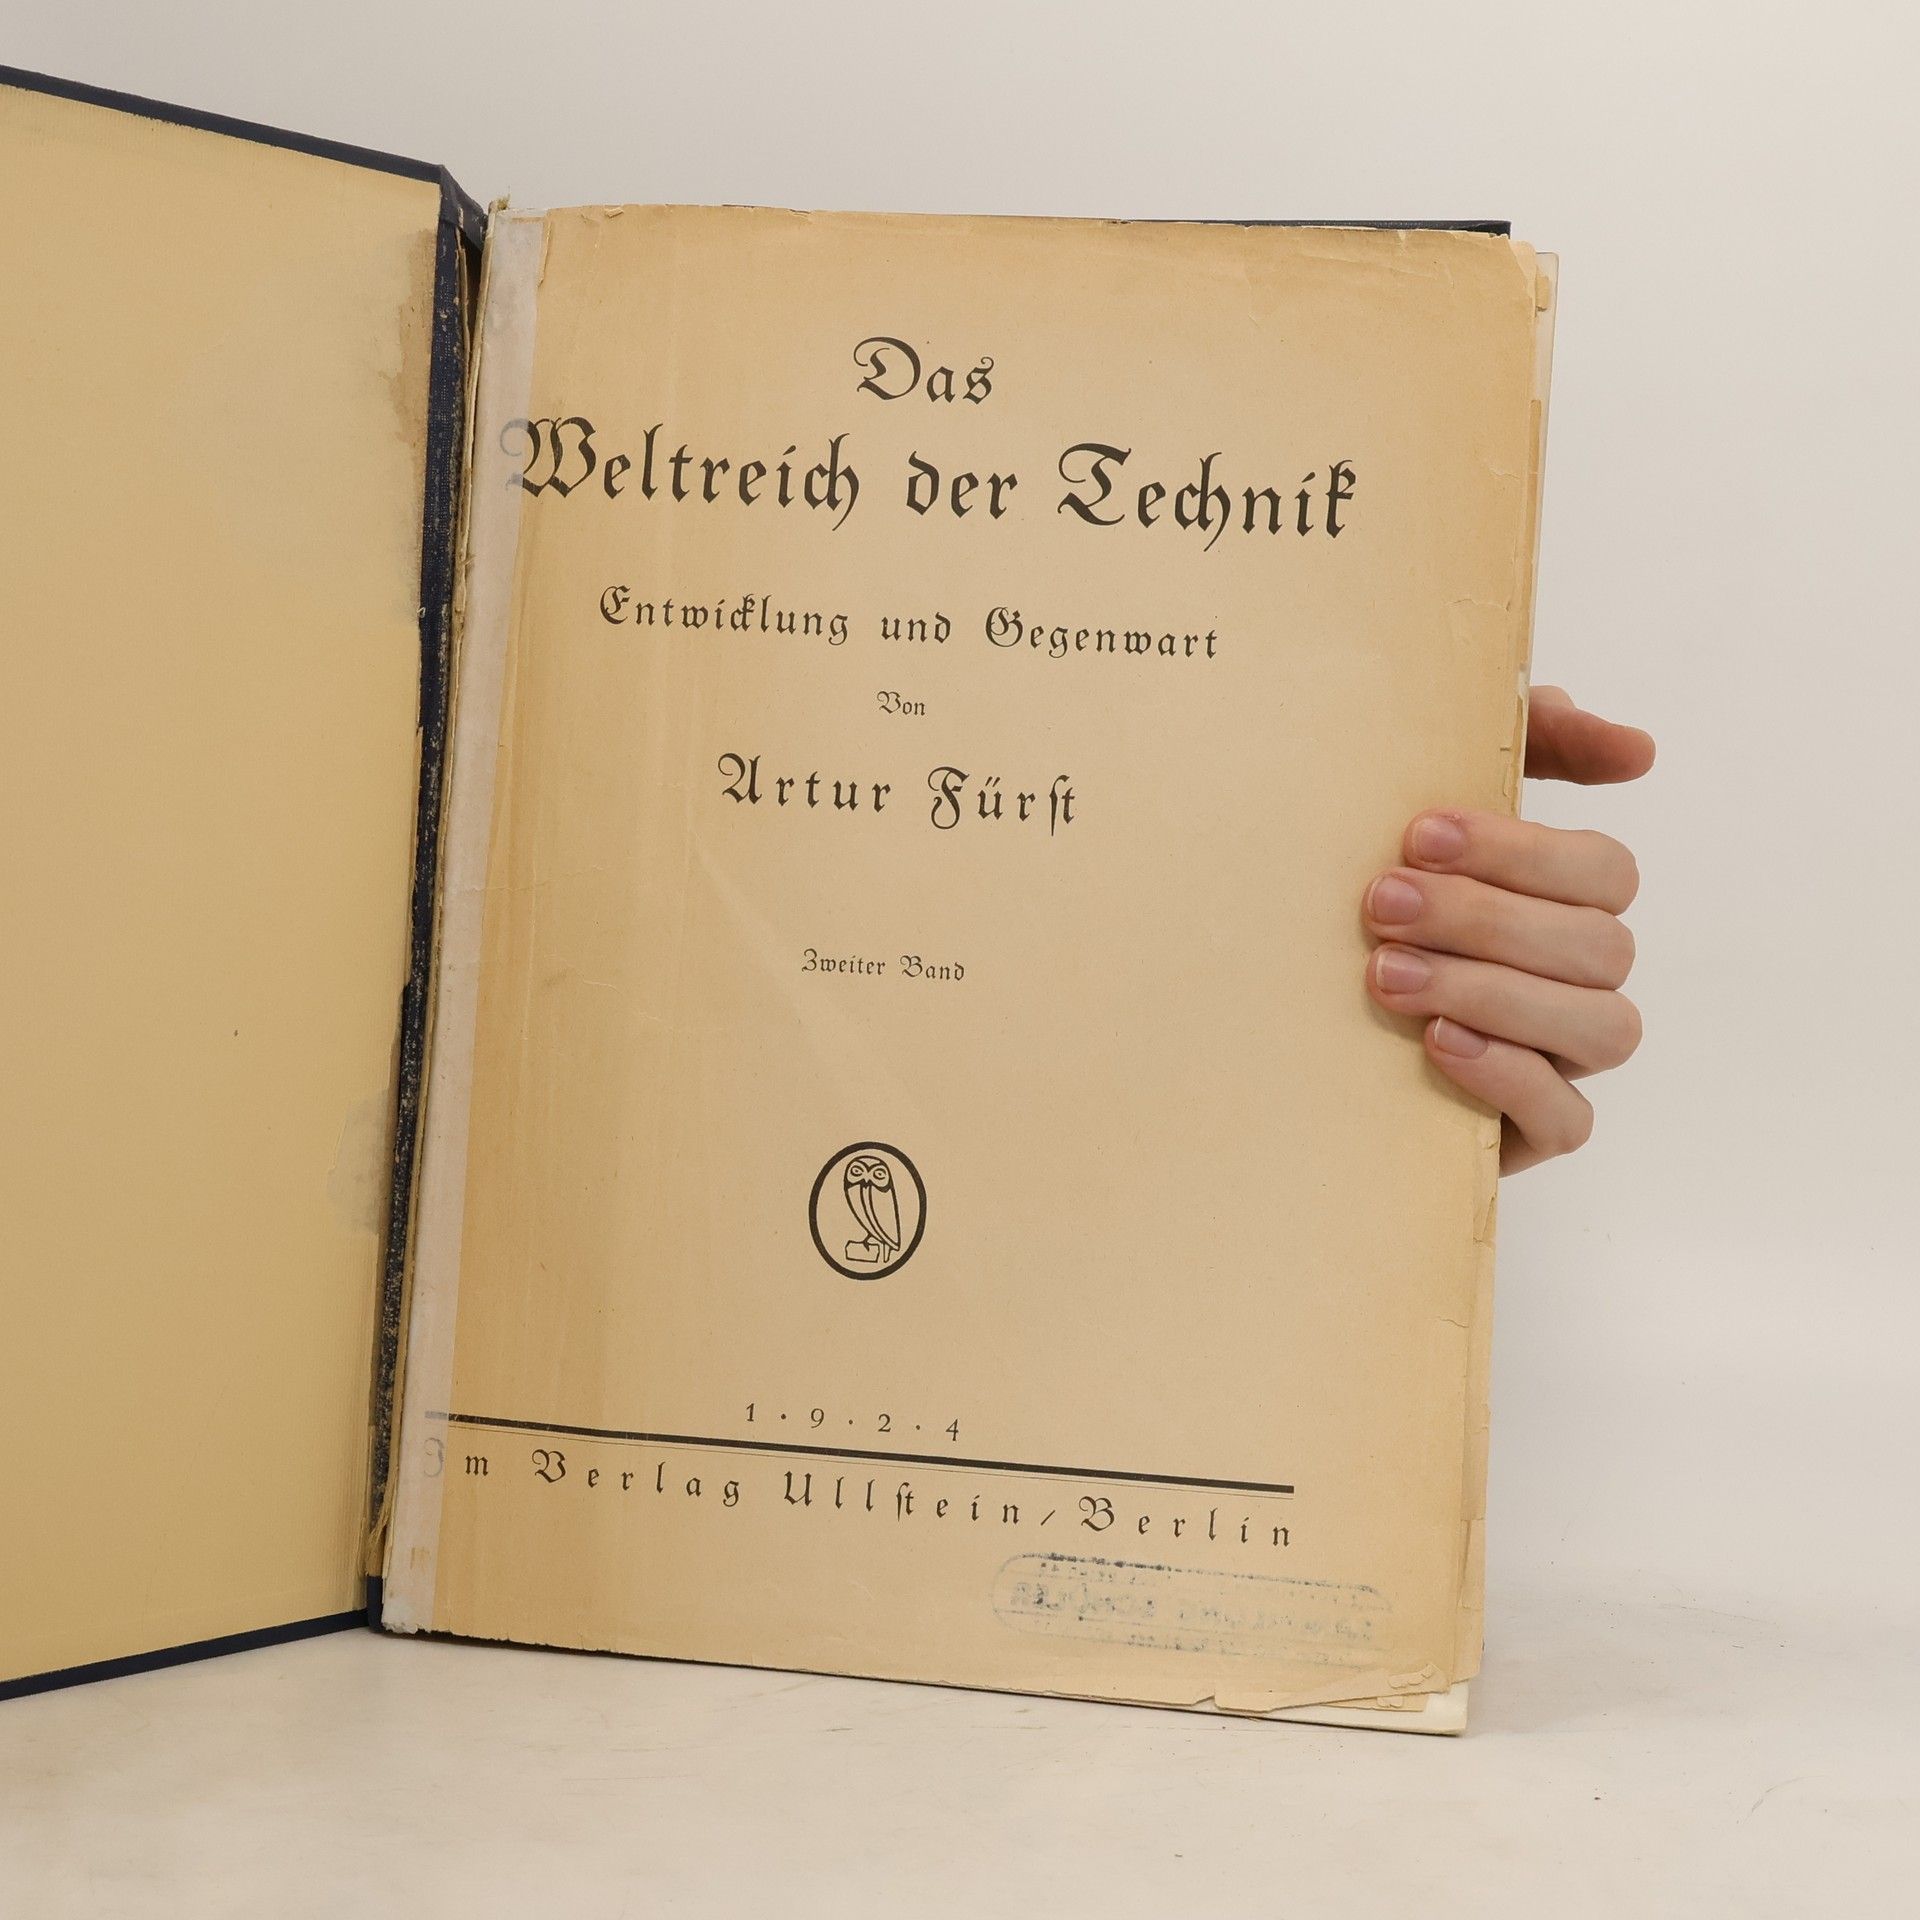 Das
Weltreich der Technik
Entwicklung und Gegenwart
Von
Artur Fürst
Zweiter Band
1 · 9 · 2 · 4
Im Verlag Ullstein / Berlin